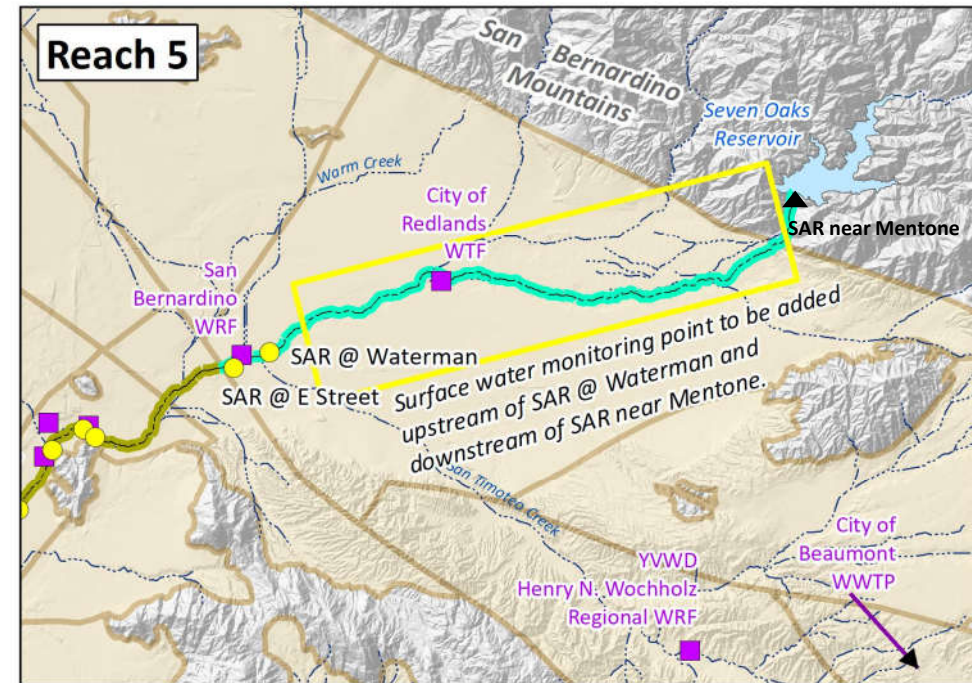 Reach 5
San Bernardino
Mountains
Seven Oaks
Reservoir
Warm Creek
City of
Redlands
WTF
SAR near Mentone
San
Bernardino
WRF
SAR @ Waterman
SAR @ E Street
Surface water monitoring point to be added
upstream of SAR @ Waterman and
downstream of SAR near Mentone.
San Timoteo Creek
City of
Beaumont
WWTP
YVWD
Henry N. Wochholz
Regional WRF